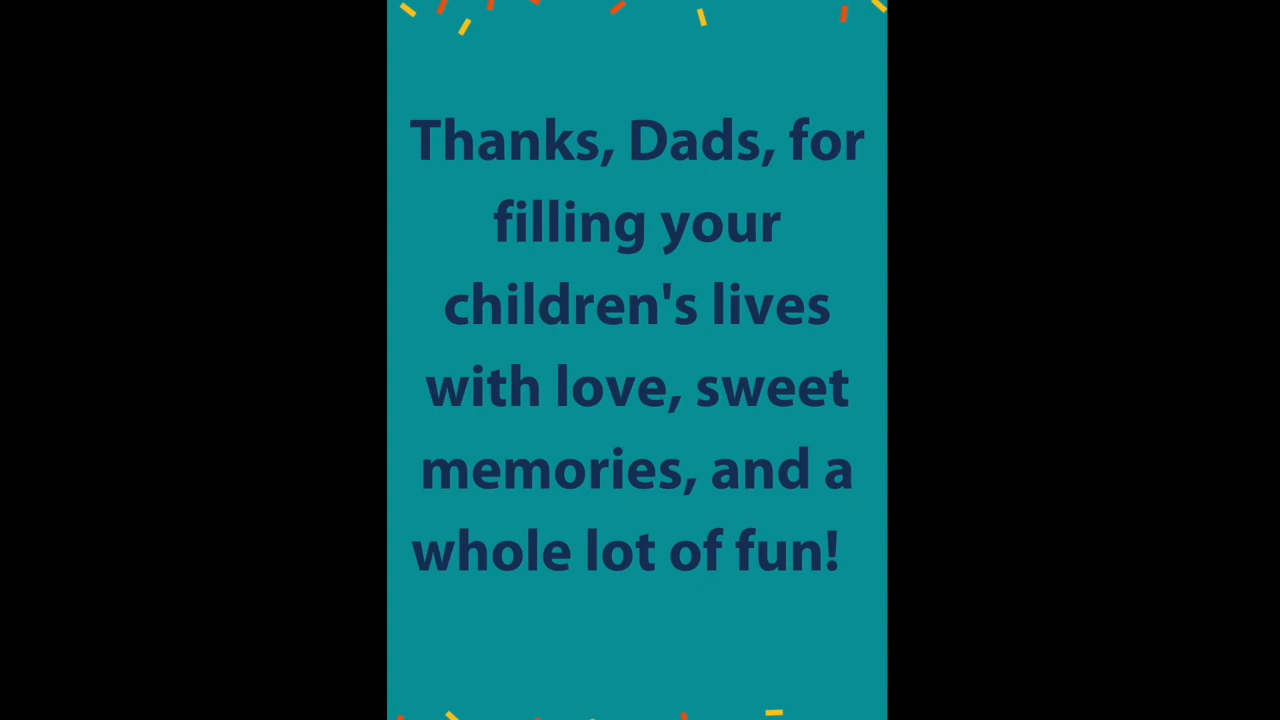 Thanks, Dads, for
filling your
children's lives
with love, sweet
memories, and a
whole lot of fun!